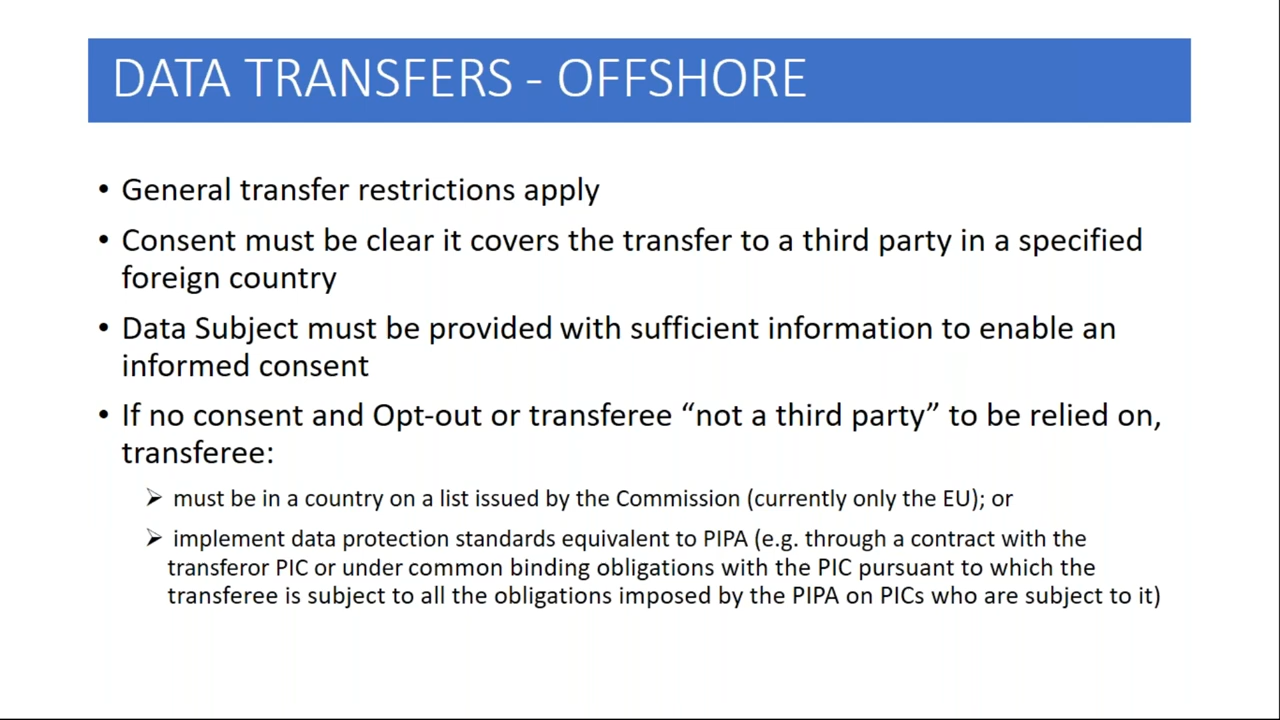 DATA TRANSFERS - OFFSHORE
• General transfer restrictions apply
• Consent must be clear it covers the transfer to a third party in a specified
foreign country
• Data Subject must be provided with sufficient information to enable an
informed consent
• If no consent and Opt-out or transferee “not a third party” to be relied on,
transferee:
➢ must be in a country on a list issued by the Commission (currently only the EU); or
➢ implement data protection standards equivalent to PIPA (e.g. through a contract with the
transferor PIC or under common binding obligations with the PIC pursuant to which the
transferee is subject to all the obligations imposed by the PIPA on PICs who are subject to it)